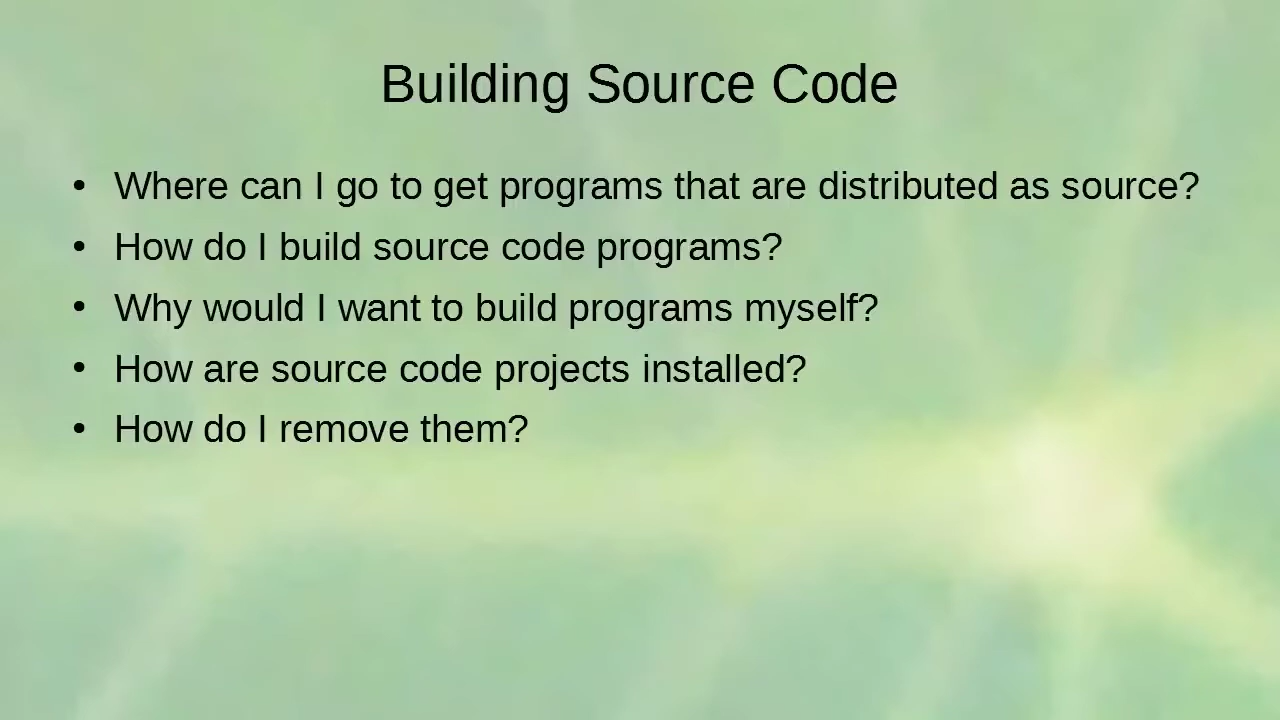 Building Source Code
• Where can I go to get programs that are distributed as source?
• How do I build source code programs?
• Why would I want to build programs myself?
• How are source code projects installed?
• How do I remove them?